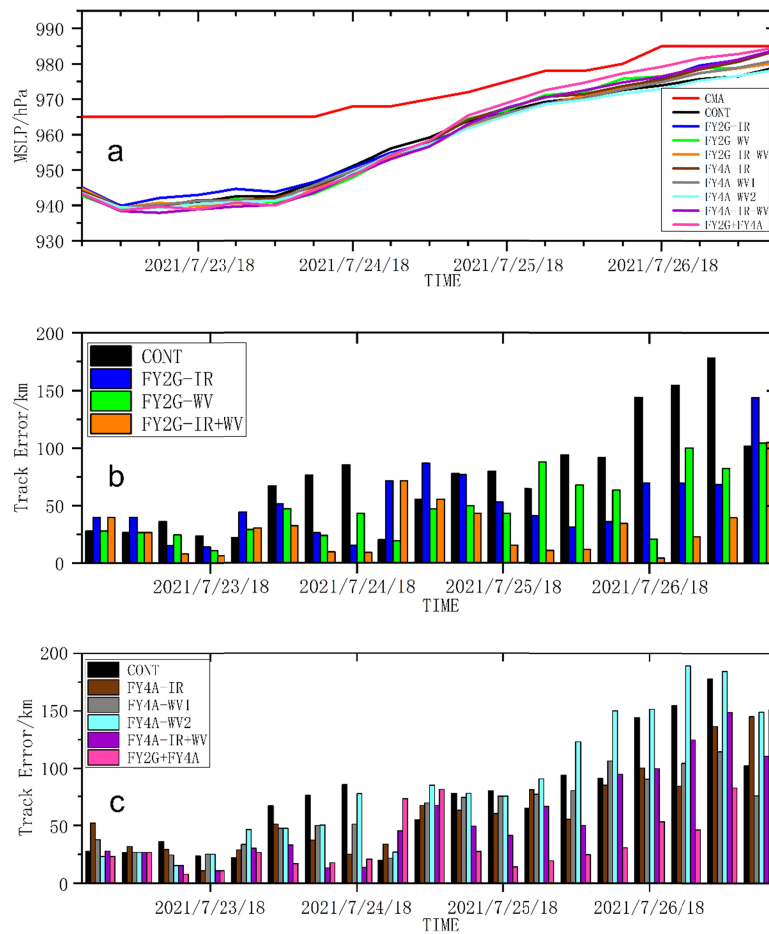 995
990
980
970
960
950
940
930
MSLP/hPa
a
CMA
CONT
FY2G-IR
FY2G-WV
FY2G-IR-WV
FY4A-IR
FY4A-WV1
FY4A-WV2
FY4A-IR-WV
FY2G+FY4A
2021/7/23/18 2021/7/24/18 2021/7/25/18 2021/7/26/18
TIME
200
150
100
50
0
Track Error/km
b
CONT
FY2G-IR
FY2G-WV
FY2G-IR+WV
2021/7/23/18 2021/7/24/18 2021/7/25/18 2021/7/26/18
TIME
200
150
100
50
0
Track Error/km
c
CONT
FY4A-IR
FY4A-WV1
FY4A-WV2
FY4A-IR+WV
FY2G+FY4A
2021/7/23/18 2021/7/24/18 2021/7/25/18 2021/7/26/18
TIME